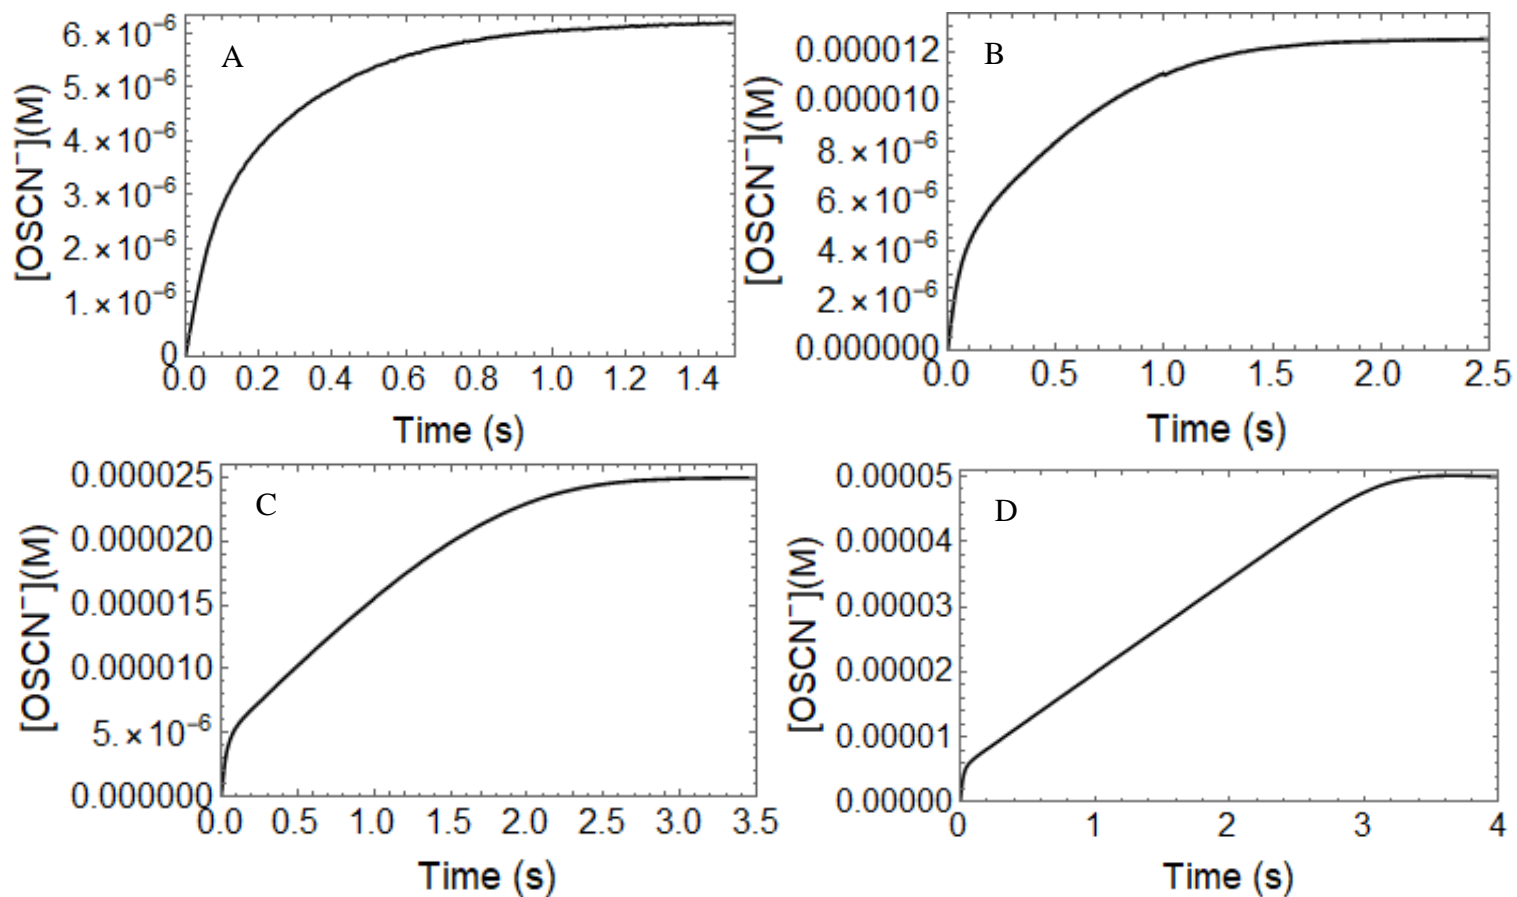 A
[OSCN⁻](M)
6.×10⁻⁶
5.×10⁻⁶
4.×10⁻⁶
3.×10⁻⁶
2.×10⁻⁶
1.×10⁻⁶
0
0.0 0.2 0.4 0.6 0.8 1.0 1.2 1.4
Time (s)
B
[OSCN⁻](M)
0.000012
0.000010
8.×10⁻⁶
6.×10⁻⁶
4.×10⁻⁶
2.×10⁻⁶
0.000000
0.0 0.5 1.0 1.5 2.0 2.5
Time (s)
C
[OSCN⁻](M)
0.000025
0.000020
0.000015
0.000010
5.×10⁻⁶
0.000000
0.0 0.5 1.0 1.5 2.0 2.5 3.0 3.5
Time (s)
D
[OSCN⁻](M)
0.00005
0.00004
0.00003
0.00002
0.00001
0.00000
0 1 2 3 4
Time (s)